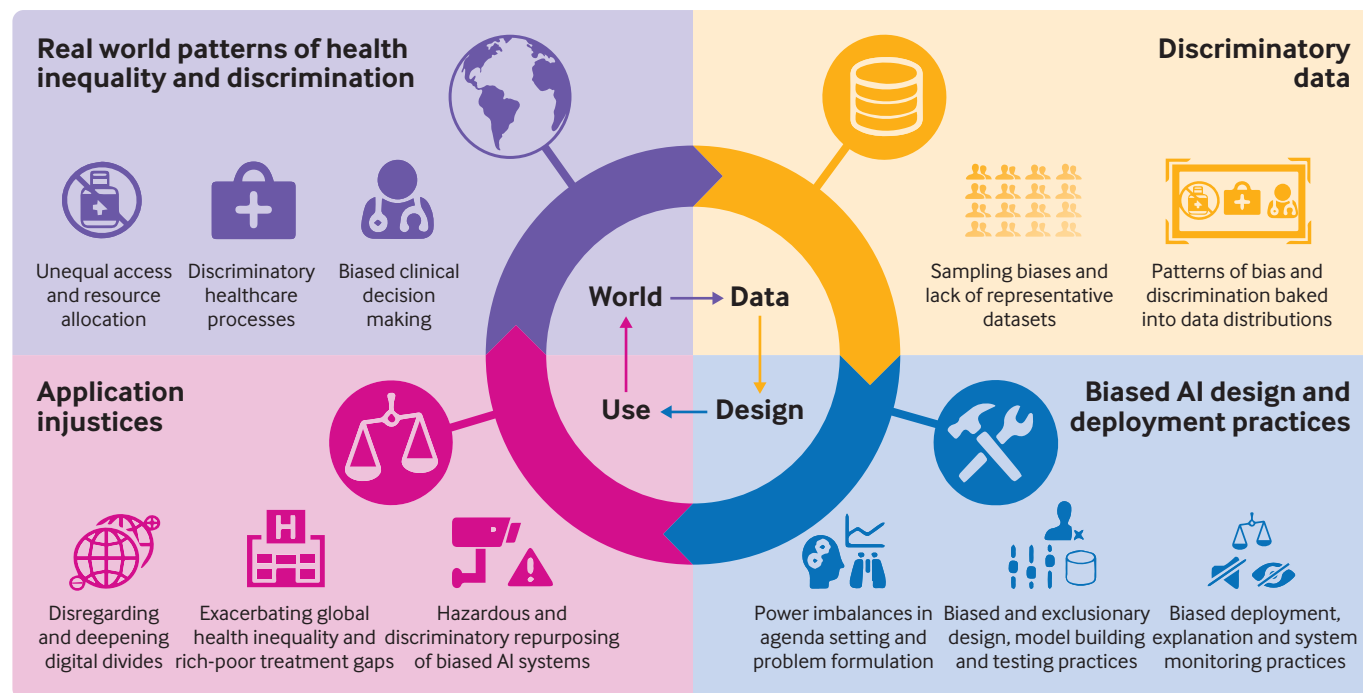 Real world patterns of health
inequality and discrimination
Unequal access
and resource
allocation
Discriminatory
healthcare
processes
Biased clinical
decision
making
Discriminatory
data
Sampling biases and
lack of representative
datasets
Patterns of bias and
discrimination baked
into data distributions
World
Data
Use
Design
Application
injustices
Disregarding
and deepening
digital divides
Exacerbating global
health inequality and
rich-poor treatment gaps
Hazardous and
discriminatory repurposing
of biased AI systems
Biased AI design and
deployment practices
Power imbalances in
agenda setting and
problem formulation
Biased and exclusionary
design, model building
and testing practices
Biased deployment,
explanation and system
monitoring practices
H